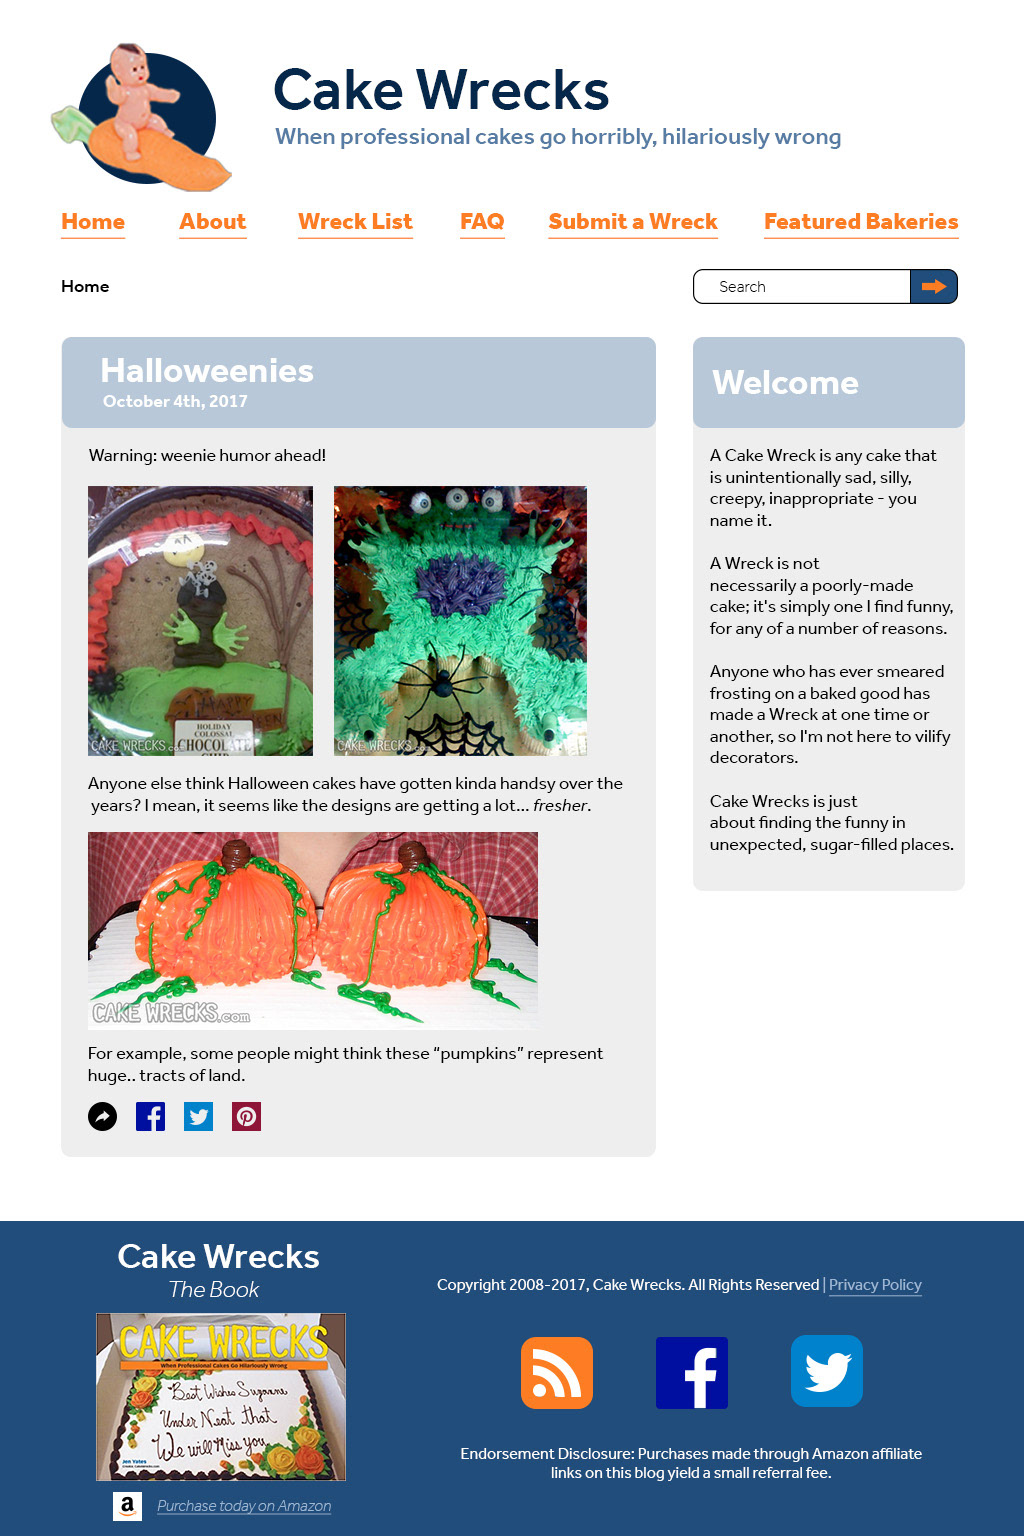 Cake Wrecks
When professional cakes go horribly, hilariously wrong
Home About Wreck List FAQ Submit a Wreck Featured Bakeries
Home
Search
Halloweenies
October 4th, 2017
Warning: weenie humor ahead!
HOLIDAY
COLOSSAL
CHOCOLATE
CHIP
CAKE WRECKS.com
CAKE WRECKS.com
Anyone else think Halloween cakes have gotten kinda handsy over the
years? I mean, it seems like the designs are getting a lot... fresher.
CAKE WRECKS.com
For example, some people might think these “pumpkins” represent
huge.. tracts of land.
Welcome
A Cake Wreck is any cake that
is unintentionally sad, silly,
creepy, inappropriate - you
name it.
A Wreck is not
necessarily a poorly-made
cake; it's simply one I find funny,
for any of a number of reasons.
Anyone who has ever smeared
frosting on a baked good has
made a Wreck at one time or
another, so I'm not here to vilify
decorators.
Cake Wrecks is just
about finding the funny in
unexpected, sugar-filled places.
Cake Wrecks
The Book
CAKE WRECKS
When Professional Cakes Go Hilariously Wrong
Best Wishes Suzanne
Under Neat that
We will Miss you
Jen Yates
Purchase today on Amazon
Copyright 2008-2017, Cake Wrecks. All Rights Reserved | Privacy Policy
Endorsement Disclosure: Purchases made through Amazon affiliate
links on this blog yield a small referral fee.